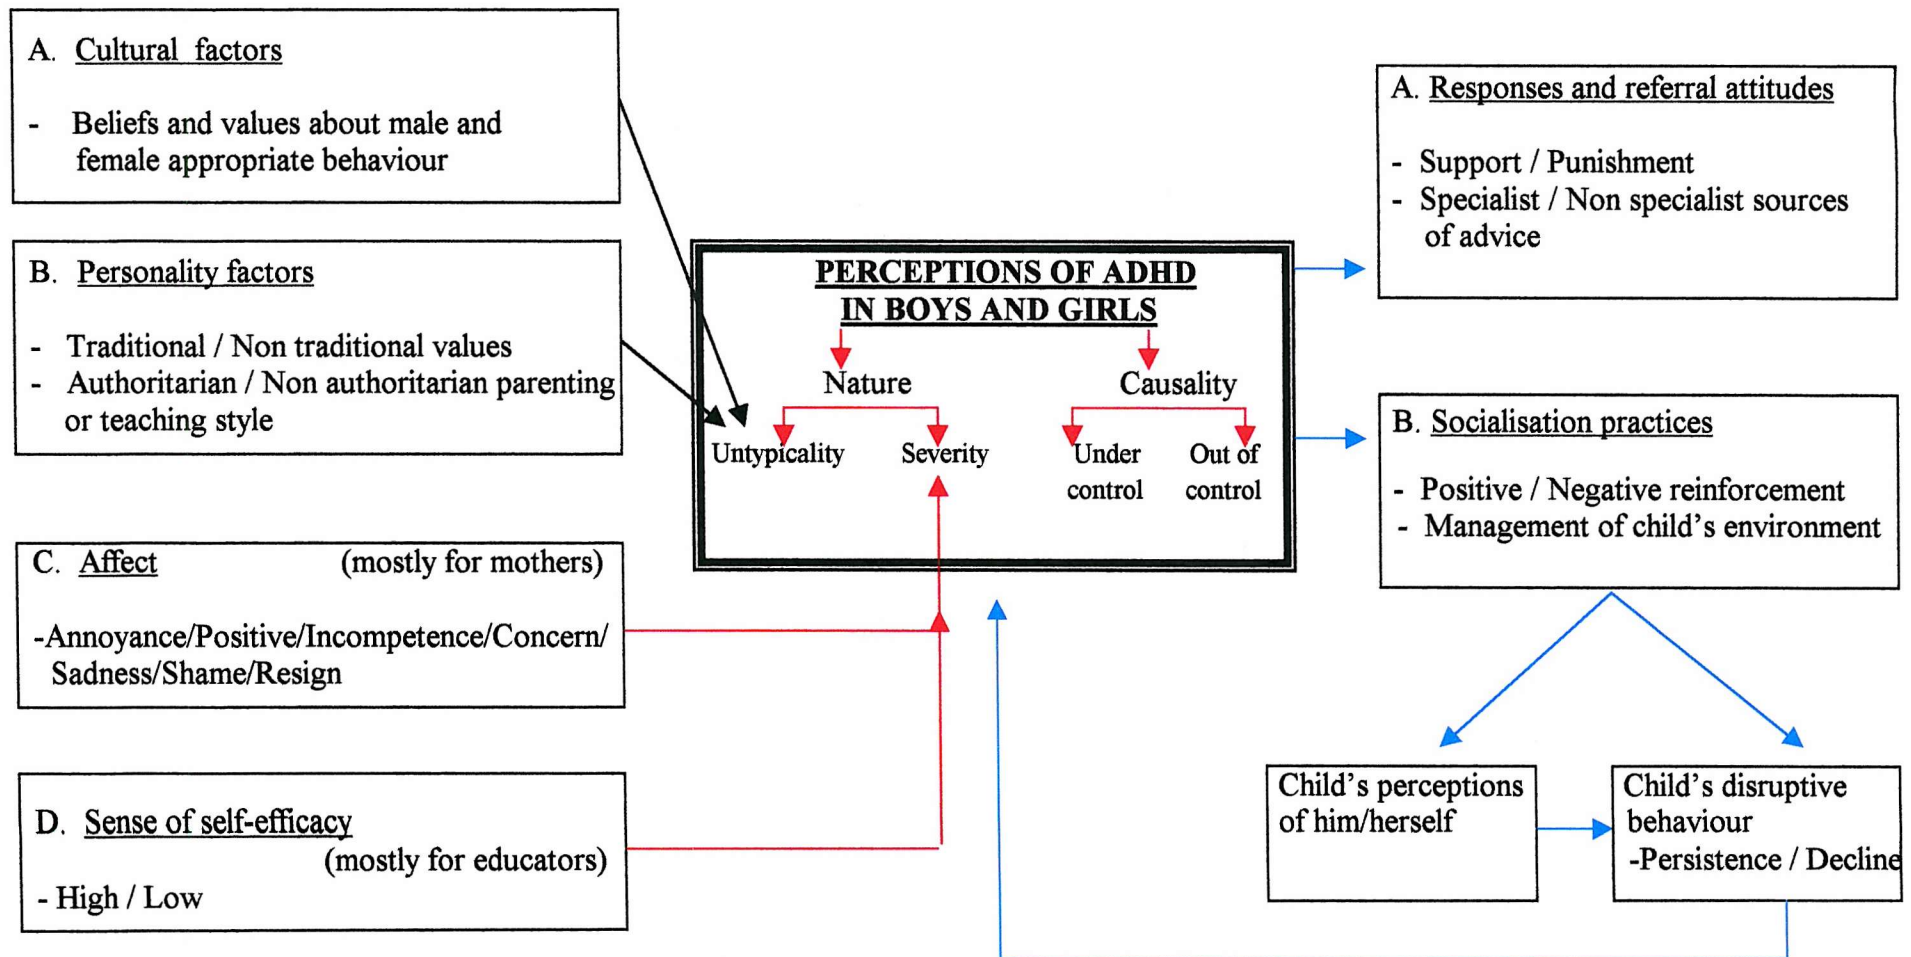 A. Cultural factors
- Beliefs and values about male and
female appropriate behaviour
B. Personality factors
- Traditional / Non traditional values
- Authoritarian / Non authoritarian parenting
or teaching style
C. Affect (mostly for mothers)
-Annoyance/Positive/Incompetence/Concern/
Sadness/Shame/Resign
D. Sense of self-efficacy
(mostly for educators)
- High / Low
PERCEPTIONS OF ADHD
IN BOYS AND GIRLS
Nature Causality
Untypicality Severity Under Out of
control control
A. Responses and referral attitudes
- Support / Punishment
- Specialist / Non specialist sources
of advice
B. Socialisation practices
- Positive / Negative reinforcement
- Management of child's environment
Child's perceptions
of him/herself
Child's disruptive
behaviour
-Persistence / Decline